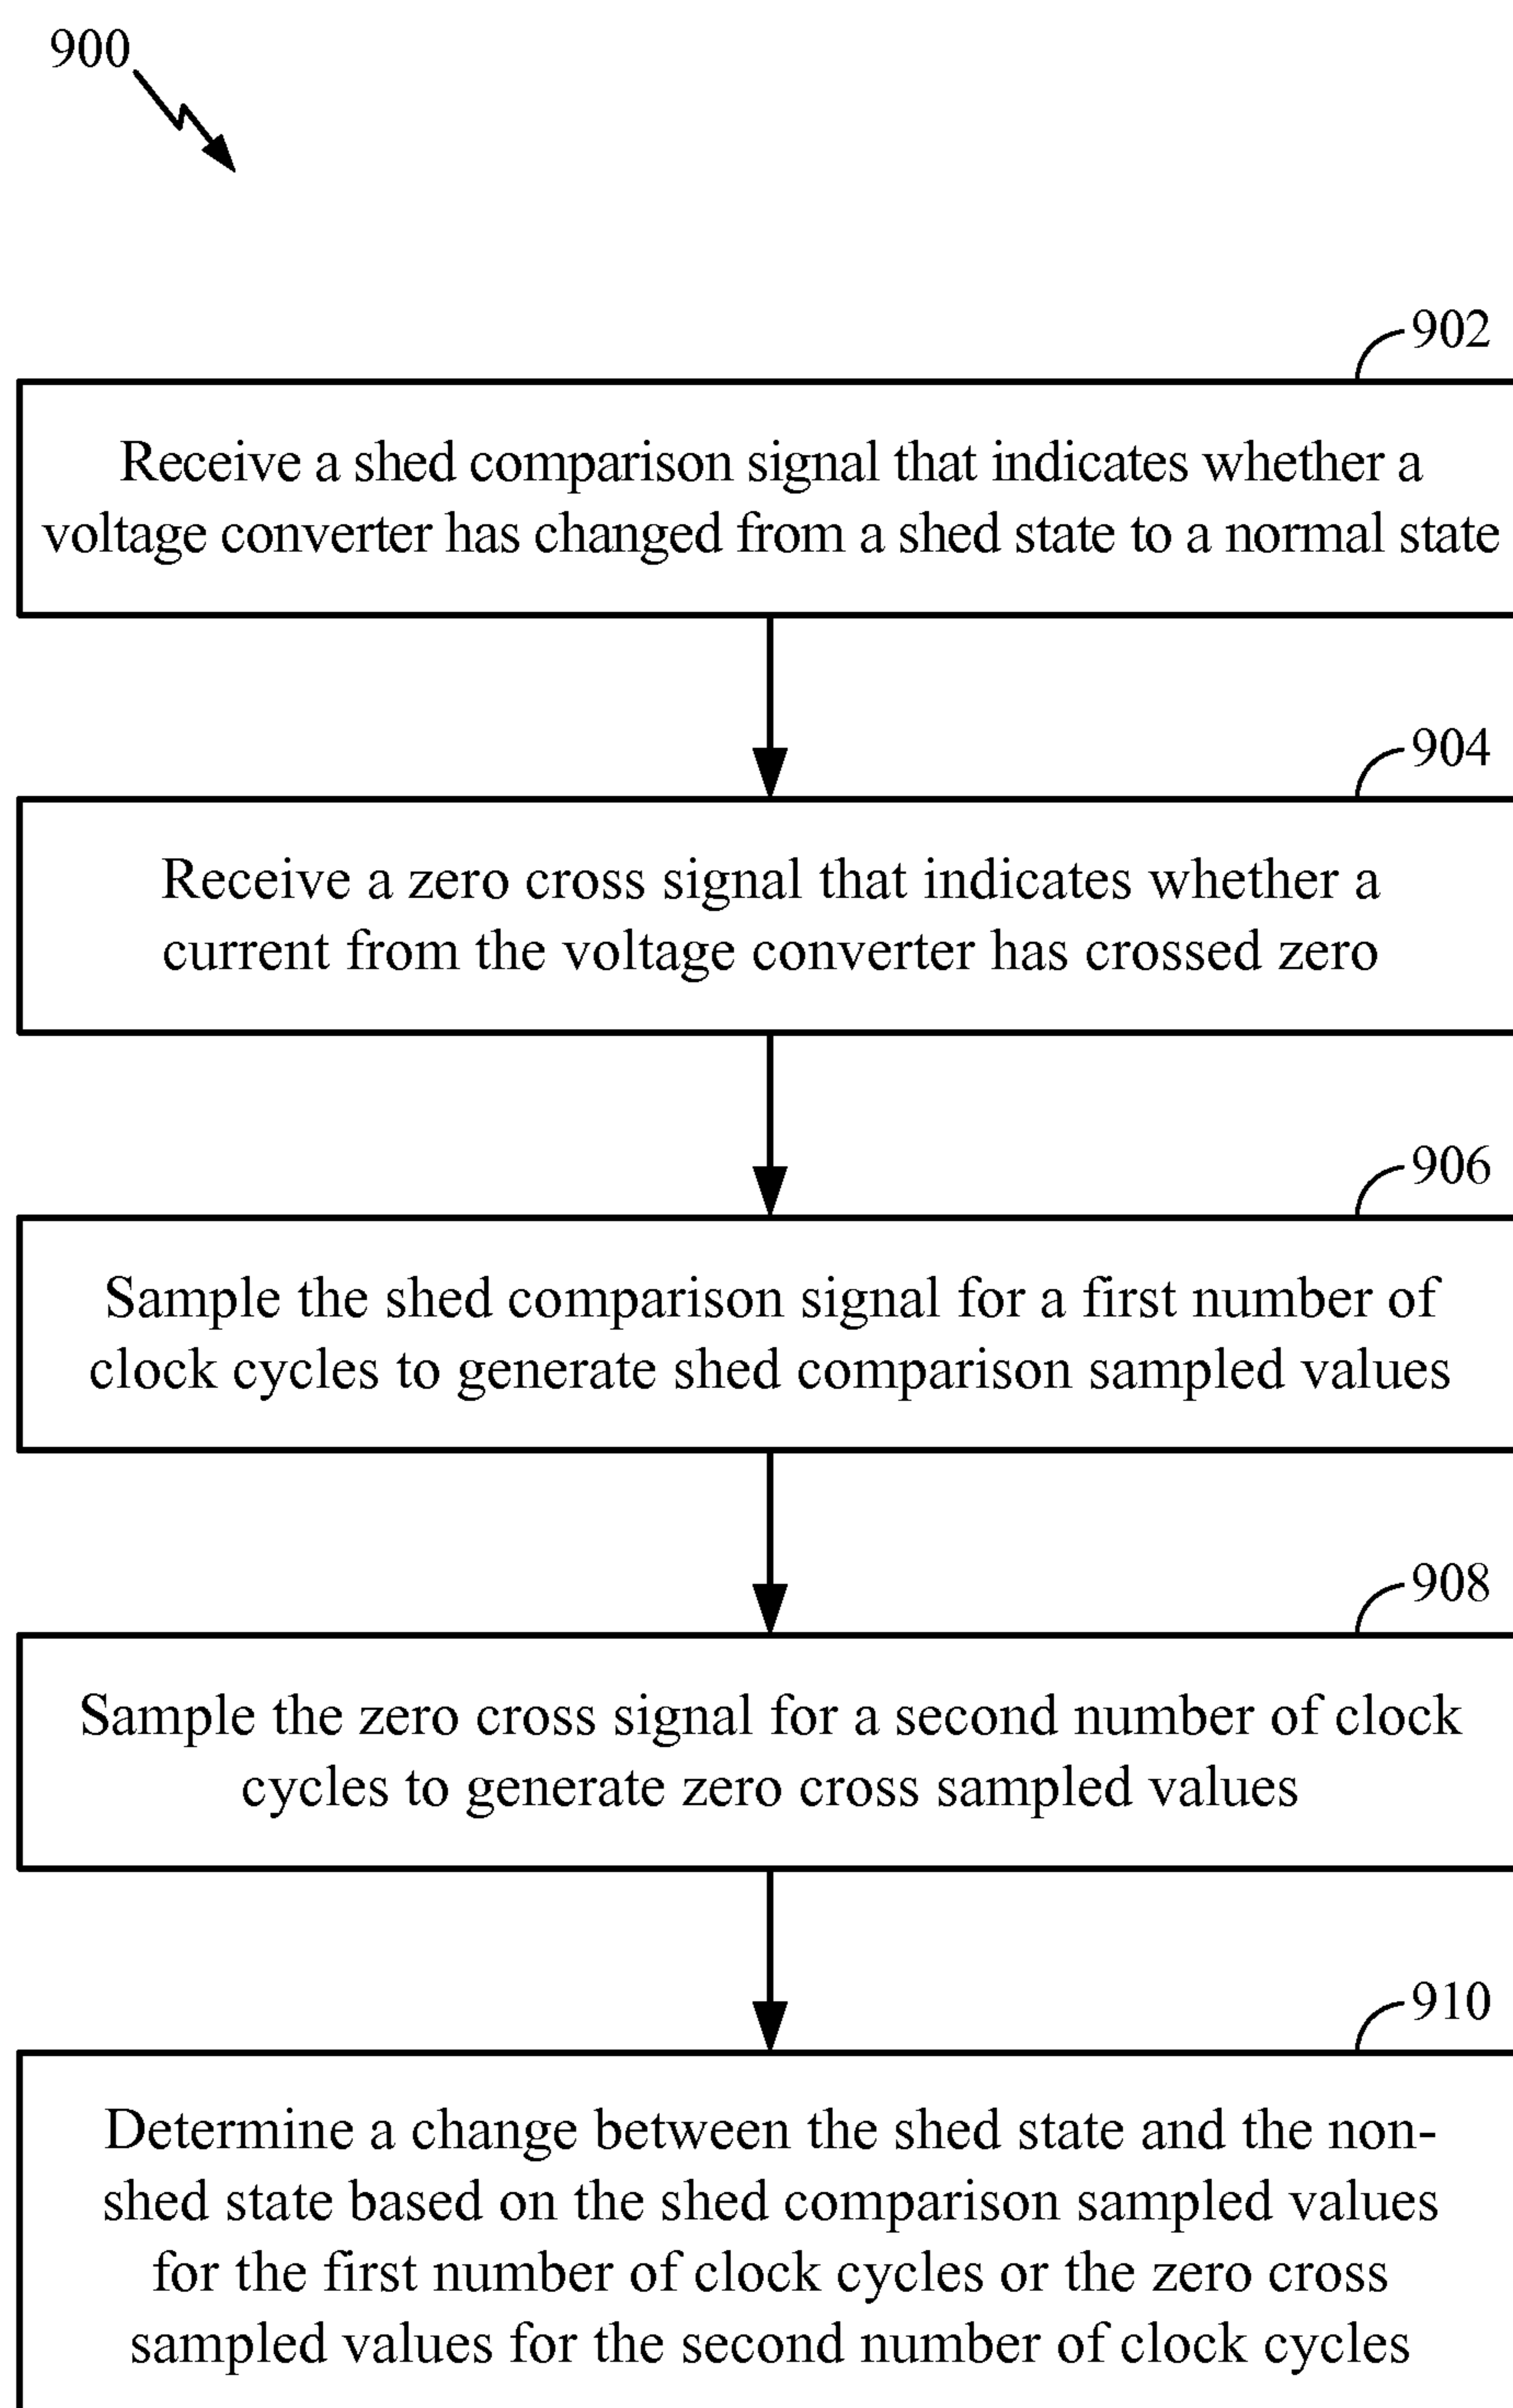 900
902
Receive a shed comparison signal that indicates whether a
voltage converter has changed from a shed state to a normal state
904
Receive a zero cross signal that indicates whether a
current from the voltage converter has crossed zero
906
Sample the shed comparison signal for a first number of
clock cycles to generate shed comparison sampled values
908
Sample the zero cross signal for a second number of clock
cycles to generate zero cross sampled values
910
Determine a change between the shed state and the non-
shed state based on the shed comparison sampled values
for the first number of clock cycles or the zero cross
sampled values for the second number of clock cycles